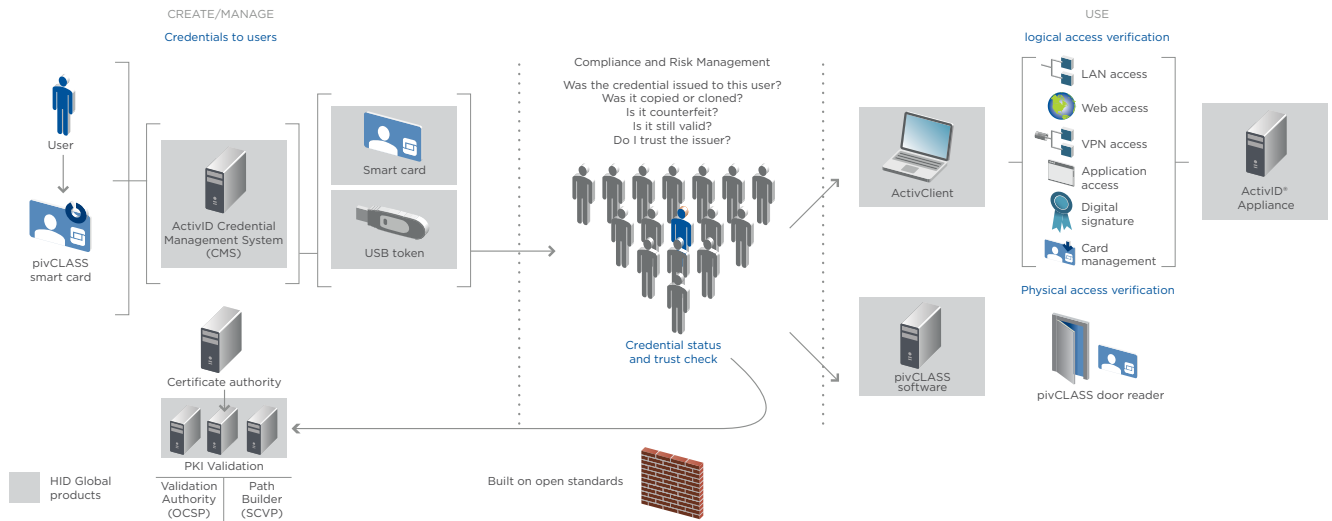 CREATE/MANAGE
Credentials to users
User
pivCLASS
smart card
ActivID Credential
Management System
(CMS)
Smart card
USB token
Certificate authority
PKI Validation
Validation
Authority
(OCSP)
Path
Builder
(SCVP)
HID Global
products
Compliance and Risk Management
Was the credential issued to this user?
Was it copied or cloned?
Is it counterfeit?
Is it still valid?
Do I trust the issuer?
Credential status
and trust check
Built on open standards
USE
logical access verification
ActivClient
LAN access
Web access
VPN access
Application
access
Digital
signature
Card
management
ActivID®
Appliance
Physical access verification
pivCLASS
software
pivCLASS door reader